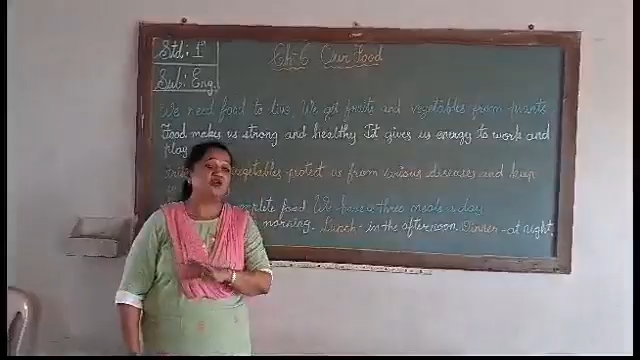 Std: I
Sub: Eng.
Ch-6 Our Food
We need food to live. We get fruits and vegetables from plants.
Food makes us strong and healthy. It gives us energy to work and
play.
vegetables protect us from various diseases and keep
complete food. We have three meals a day
morning. Lunch - in the afternoon. Dinner - at night.